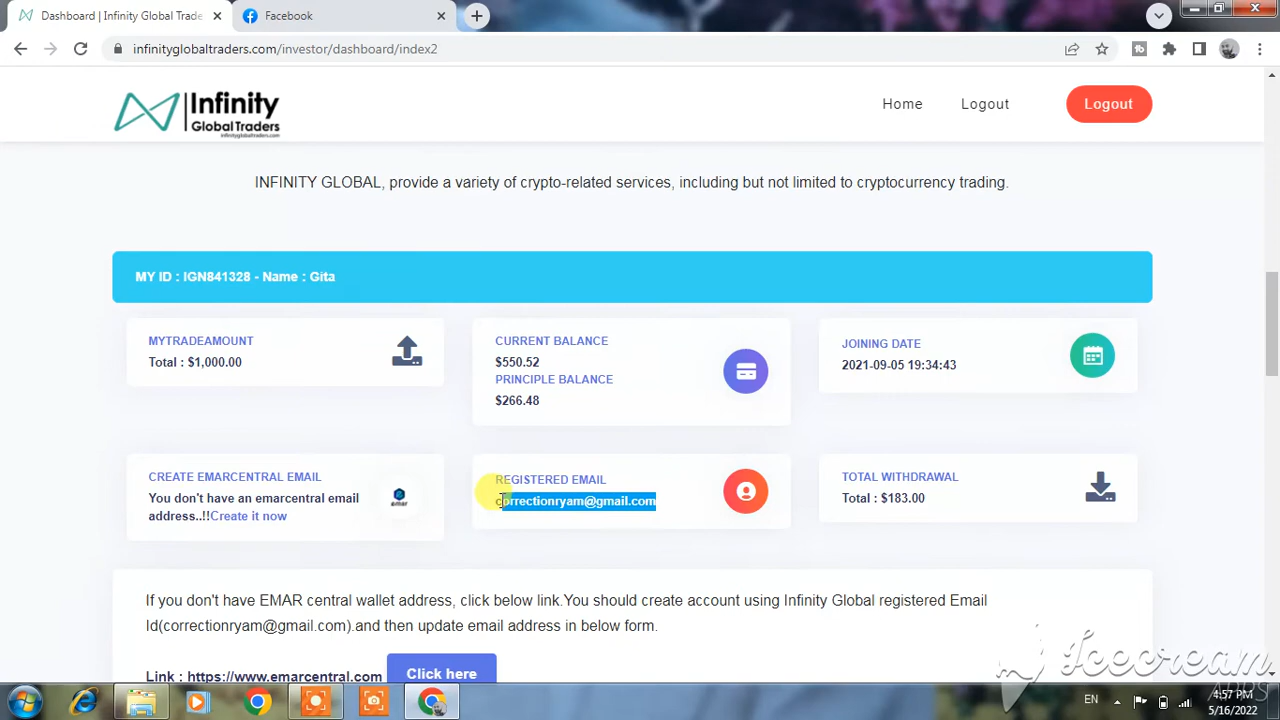 Dashboard | Infinity Global Trade
Facebook
infinityglobaltraders.com/investor/dashboard/index2
Infinity
Global Traders
infinityglobaltraders.com
Home
Logout
Logout
INFINITY GLOBAL, provide a variety of crypto-related services, including but not limited to cryptocurrency trading.
MY ID : IGN841328 - Name : Gita
MYTRADEAMOUNT
Total : $1,000.00
CURRENT BALANCE
$550.52
PRINCIPLE BALANCE
$266.48
JOINING DATE
2021-09-05 19:34:43
CREATE EMARCENTRAL EMAIL
You don't have an emarcentral email
address..!!Create it now
emar
REGISTERED EMAIL
correctionryam@gmail.com
TOTAL WITHDRAWAL
Total : $183.00
If you don't have EMAR central wallet address, click below link.You should create account using Infinity Global registered Email
Id(correctionryam@gmail.com).and then update email address in below form.
Link : https://www.emarcentral.com
Click here
Icecream
APPS
EN
4:57 PM
5/16/2022